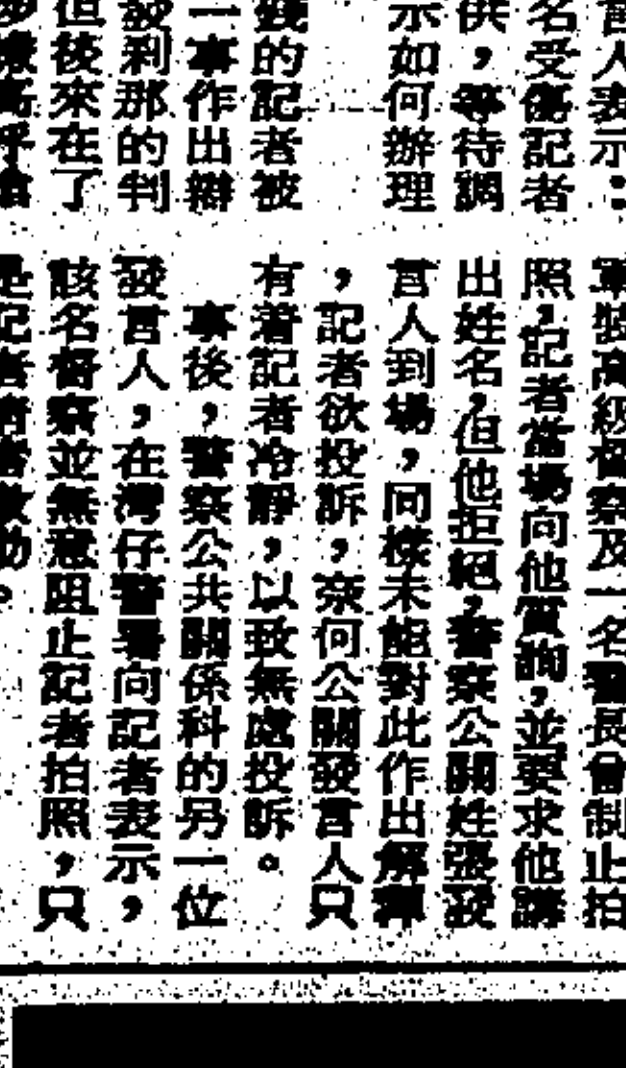 言人表示：
名受傷記者
供，等待調
示如何辦理
錢的記者被
一事作出辯
發刹那的判
但後來在了
軍裝高級督察及一名警長曾制止拍
照，記者當場向他質詢，並要求他講
出姓名，但他拒絕，警察公關姓張發
言人到場，同樣未能對此作出解釋
，記者欲投訴，奈何公關發言人只
有着記者冷靜，以致無處投訴。
事後，警察公共關係科的另一位
發言人，在灣仔警署向記者表示，
該名督察並無意阻止記者拍照，只
是記者